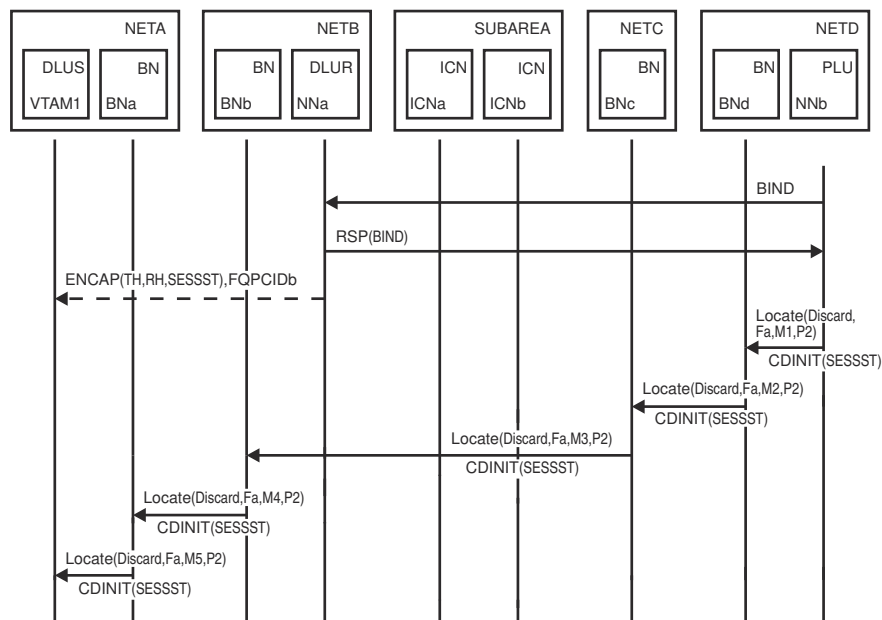 NETA
NETB
SUBAREA
NETC
NETD
DLUS
BN
BN
DLUR
ICN
ICN
BN
BN
PLU
VTAM1
BNa
BNb
NNa
ICNa
ICNb
BNc
BNd
NNb
BIND
RSP(BIND)
ENCAP(TH,RH,SESSST),FQPCIDb
Locate(Discard,
Fa,M1,P2)
CDINIT(SESSST)
Locate(Discard,Fa,M2,P2)
CDINIT(SESSST)
Locate(Discard,Fa,M3,P2)
CDINIT(SESSST)
Locate(Discard,Fa,M4,P2)
CDINIT(SESSST)
Locate(Discard,Fa,M5,P2)
CDINIT(SESSST)